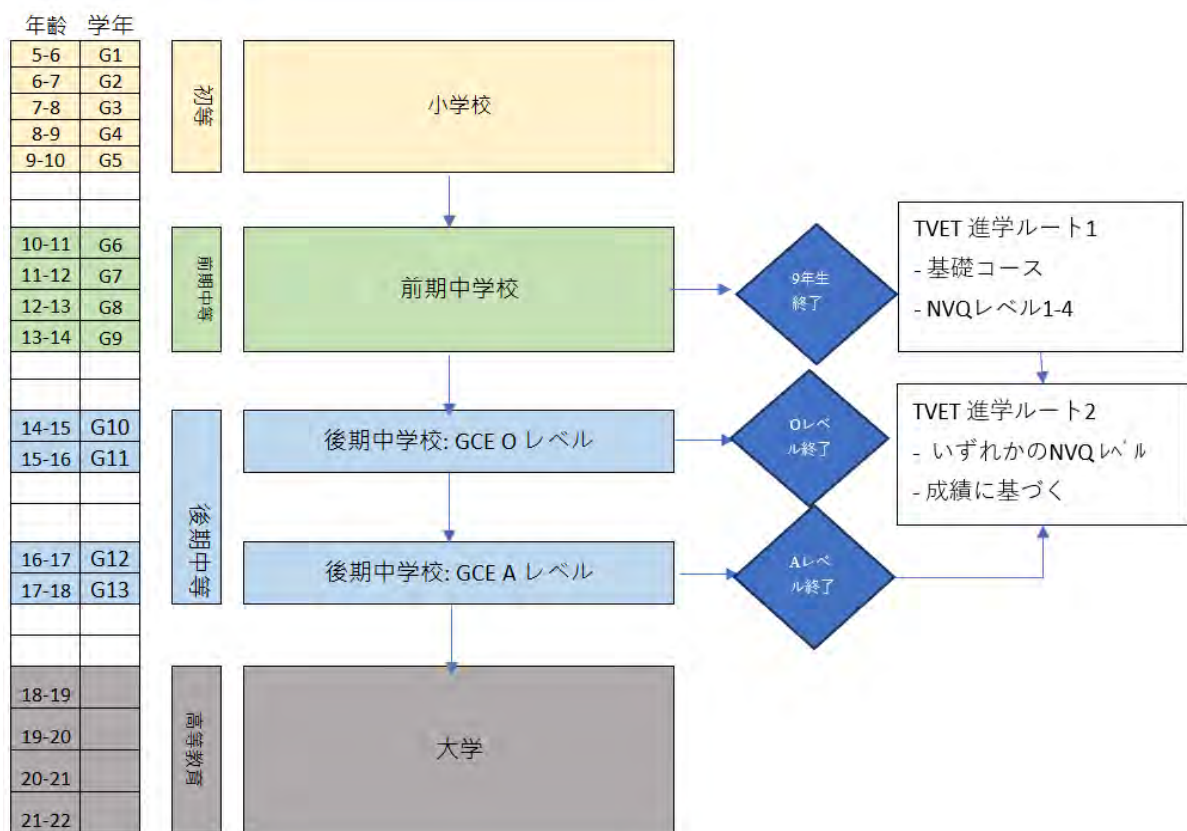 年齢 学年
5-6 G1
6-7 G2
7-8 G3
8-9 G4
9-10 G5
初等
小学校
10-11 G6
11-12 G7
12-13 G8
13-14 G9
前期中等
前期中学校
9年生
終了
TVET 進学ルート1
- 基礎コース
- NVQレベル1-4
14-15 G10
15-16 G11
後期中等
後期中学校: GCE O レベル
Oレベ
ル終了
TVET 進学ルート2
- いずれかのNVQ ﾚﾍﾞﾙ
- 成績に基づく
16-17 G12
17-18 G13
後期中学校: GCE A レベル
Aレベ
ル終了
18-19
19-20
20-21
21-22
高等教育
大学